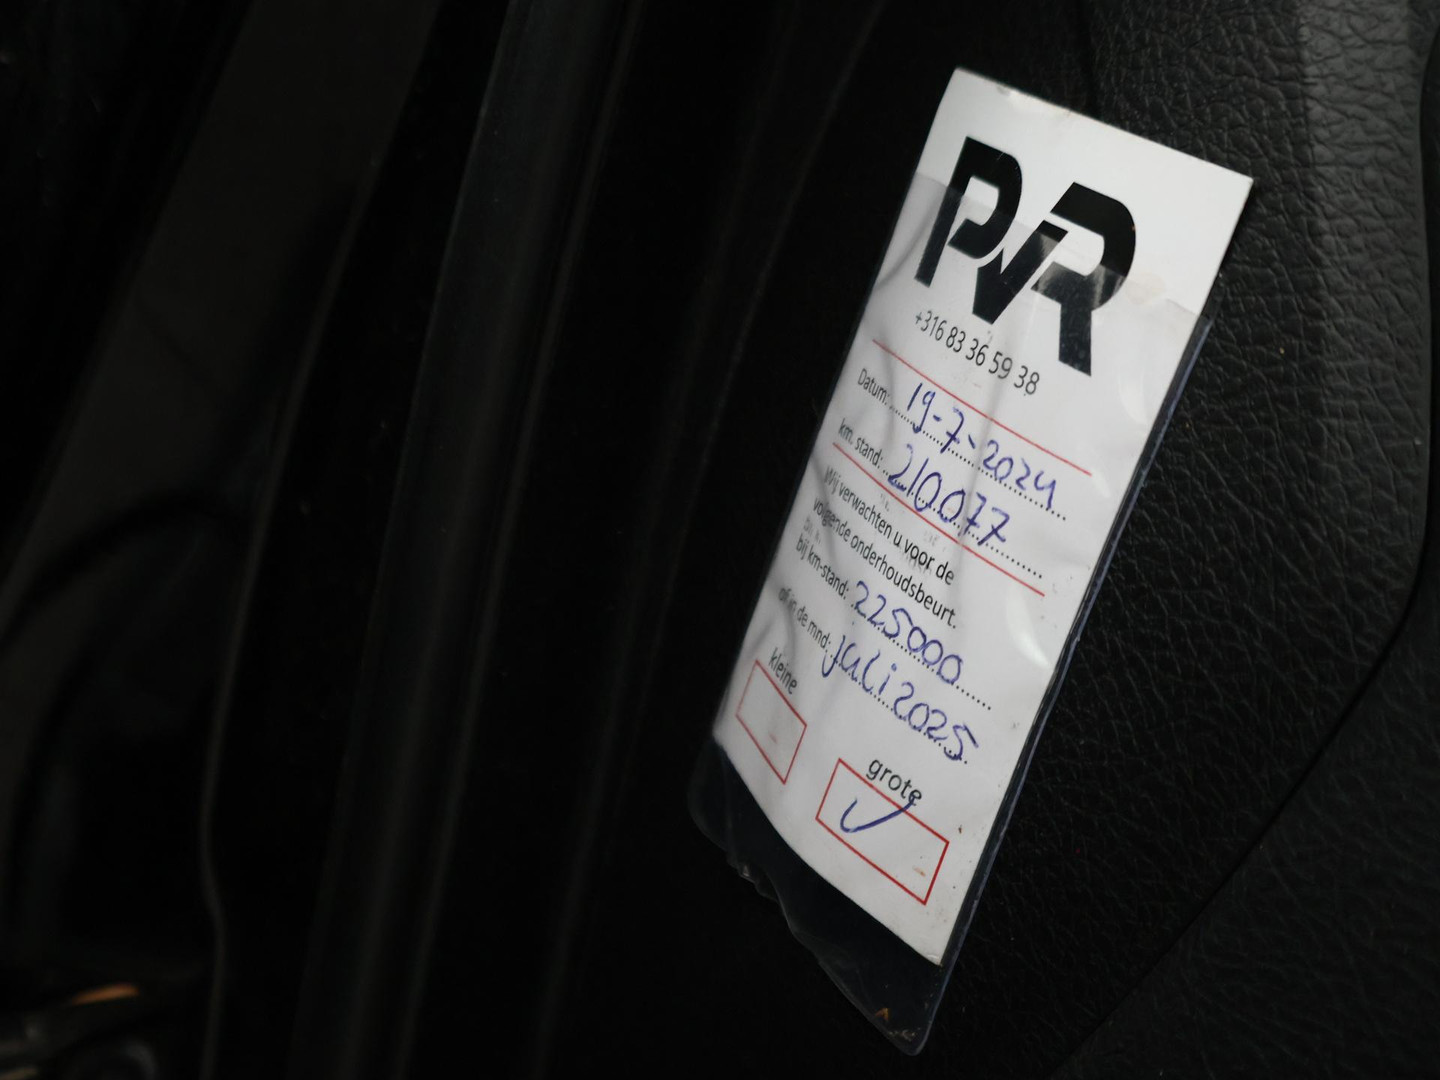 PVR
+316 83 36 59 38
Datum: 19-7-2024
km. stand: 210077
Wij verwachten u voor de
volgende onderhoudsbeurt.
bij km-stand: 225000
of in de mnd: juli 2025
kleine
grote